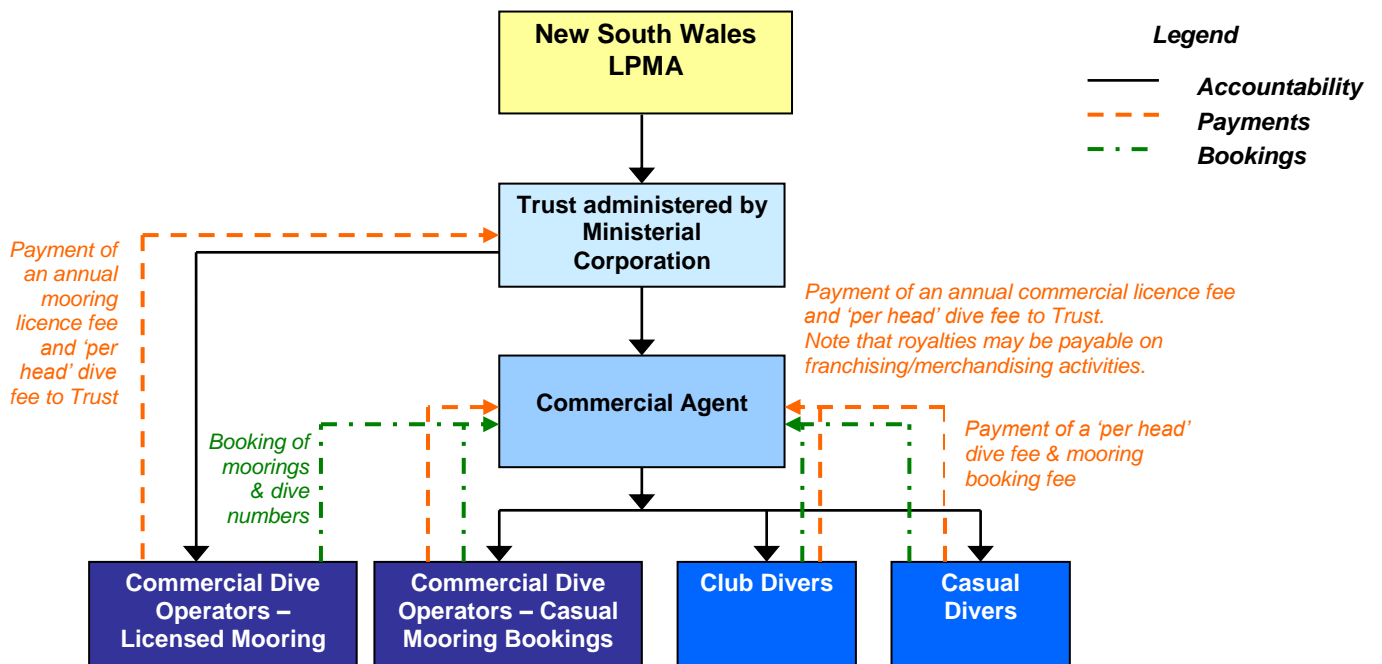 New South Wales
LPMA
Legend
Accountability
Payments
Bookings
Trust administered by
Ministerial
Corporation
Payment of
an annual
mooring
licence fee
and ‘per
head’ dive
fee to Trust
Payment of an annual commercial licence fee
and ‘per head’ dive fee to Trust.
Note that royalties may be payable on
franchising/merchandising activities.
Commercial Agent
Booking of
moorings
& dive
numbers
Payment of a ‘per head’
dive fee & mooring
booking fee
Commercial Dive
Operators –
Licensed Mooring
Commercial Dive
Operators – Casual
Mooring Bookings
Club Divers
Casual
Divers